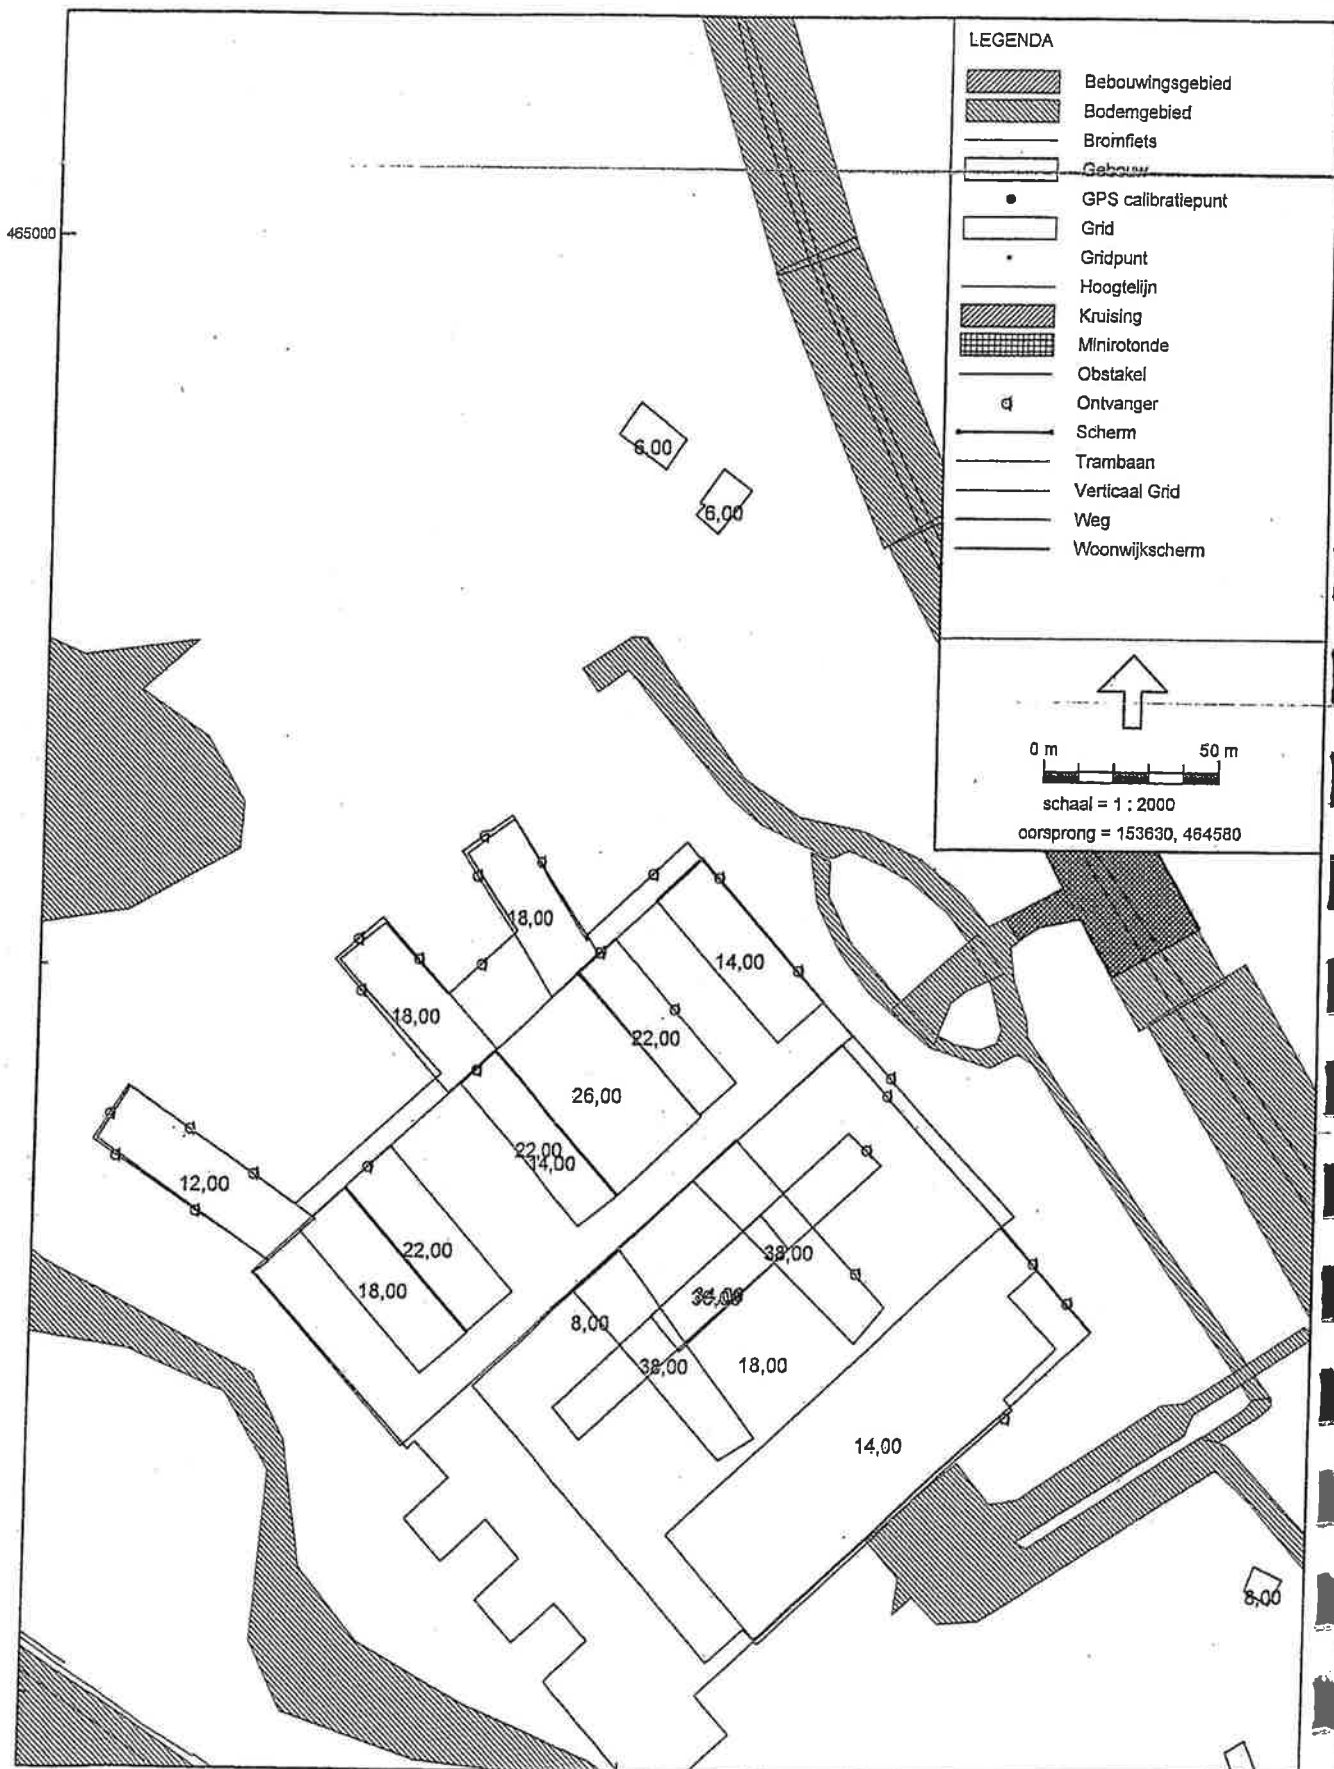 LEGENDA
Bebouwingsgebied
Bodemgebied
Bromfiets
Gebouw
GPS calibratiepunt
Grid
Gridpunt
Hoogtelijn
Kruising
Minirotonde
Obstakel
Ontvanger
Scherm
Trambaan
Verticaal Grid
Weg
Woonwijkscherm
465000
6.00
6,00
0 m 50 m
schaal = 1 : 2000
oorsprong = 153630, 464580
18,00
14,00
18,00
22,00
26,00
22,00
14,00
12,00
22,00
38,00
18,00
8,00
38,00
18,00
14,00
8,00